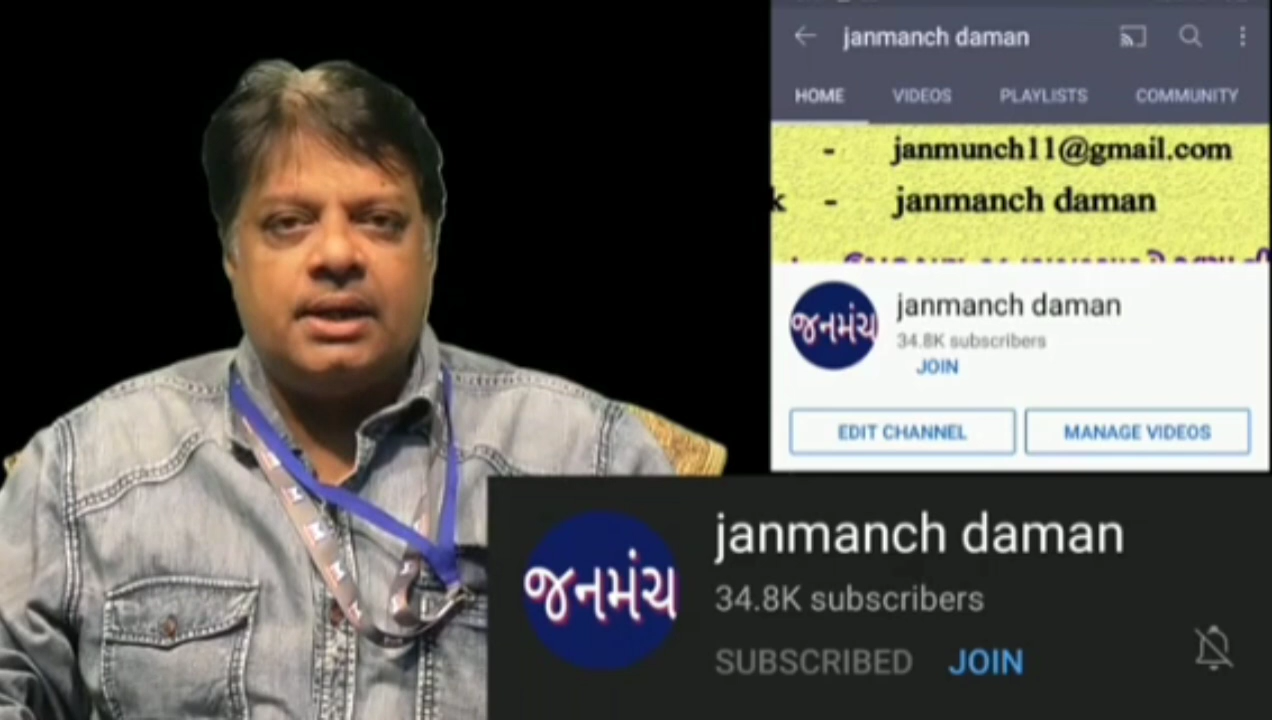 janmanch daman
HOME VIDEOS PLAYLISTS COMMUNITY
- janmunch11@gmail.com
k - janmanch daman
જનમંચ
janmanch daman
34.8K subscribers
JOIN
EDIT CHANNEL MANAGE VIDEOS
જનમંચ
janmanch daman
34.8K subscribers
SUBSCRIBED JOIN